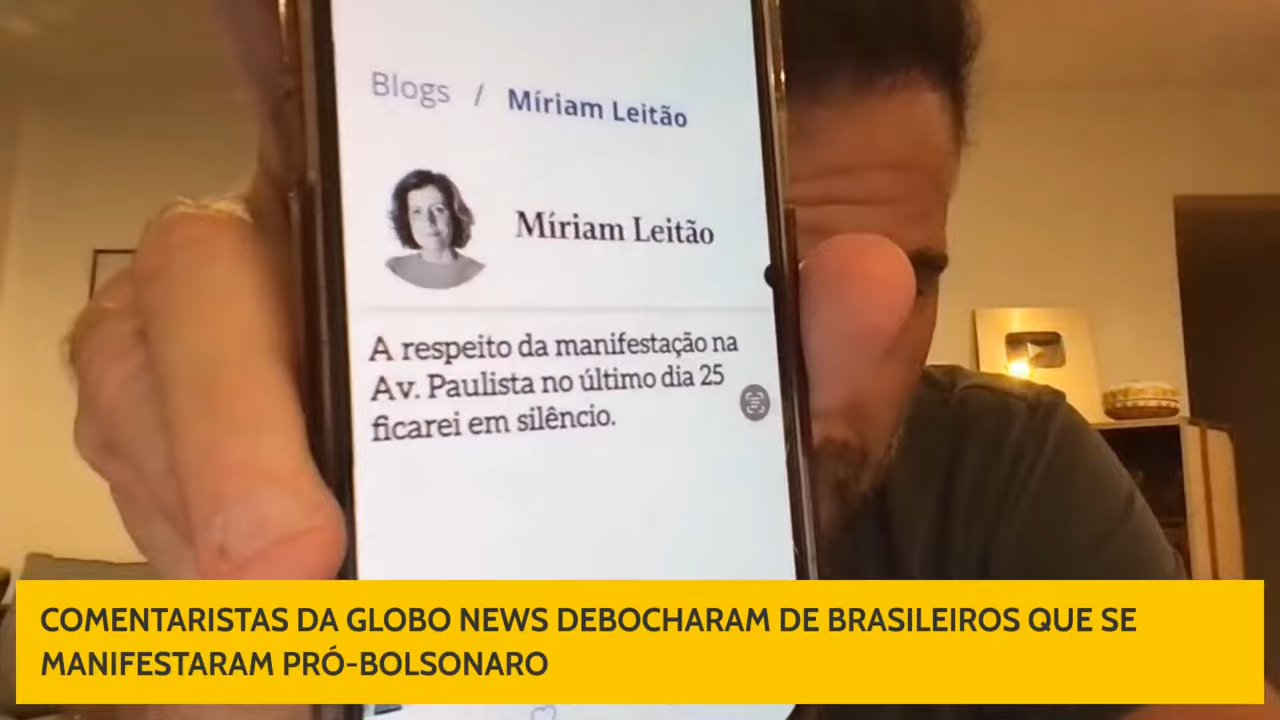 Blogs / Míriam Leitão
Míriam Leitão
A respeito da manifestação na
Av. Paulista no último dia 25
ficarei em silêncio.
COMENTARISTAS DA GLOBO NEWS DEBOCHARAM DE BRASILEIROS QUE SE
MANIFESTARAM PRÓ-BOLSONARO